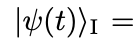 |ψ(t)⟩_I =